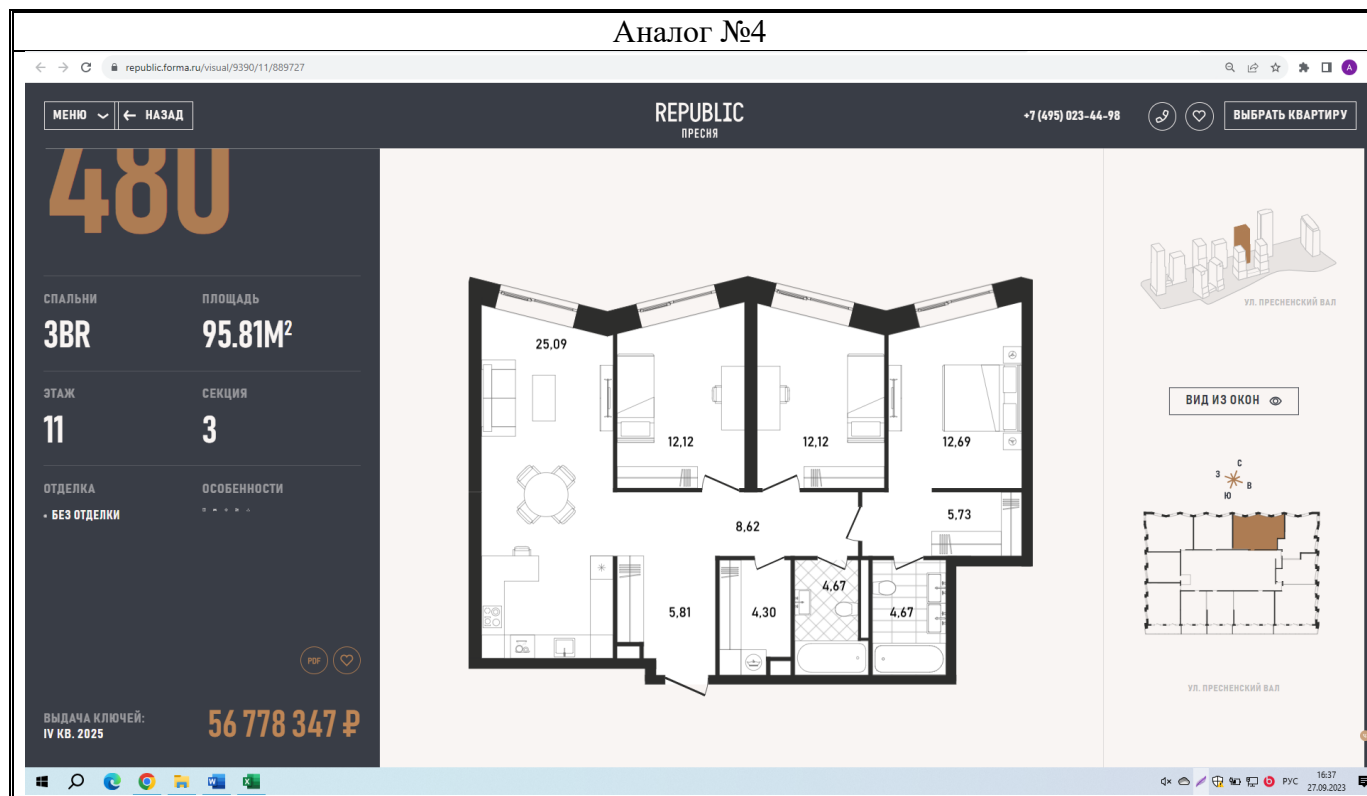 Аналог №4
republic.forma.ru/visual/9390/11/889727
A
МЕНЮ
НАЗАД
REPUBLIC
ПРЕСНЯ
+7 (495) 023-44-98
ВЫБРАТЬ КВАРТИРУ
480
СПАЛЬНИ ПЛОЩАДЬ
3BR 95.81М²
ЭТАЖ СЕКЦИЯ
11 3
ОТДЕЛКА ОСОБЕННОСТИ
• БЕЗ ОТДЕЛКИ
PDF
ВЫДАЧА КЛЮЧЕЙ:
IV КВ. 2025
56 778 347 ₽
25,09
12,12
12,12
12,69
8,62
5,73
5,81
4,30
4,67
4,67
УЛ. ПРЕСНЕНСКИЙ ВАЛ
ВИД ИЗ ОКОН
С
З
В
Ю
УЛ. ПРЕСНЕНСКИЙ ВАЛ
РУС
16:37
27.09.2023